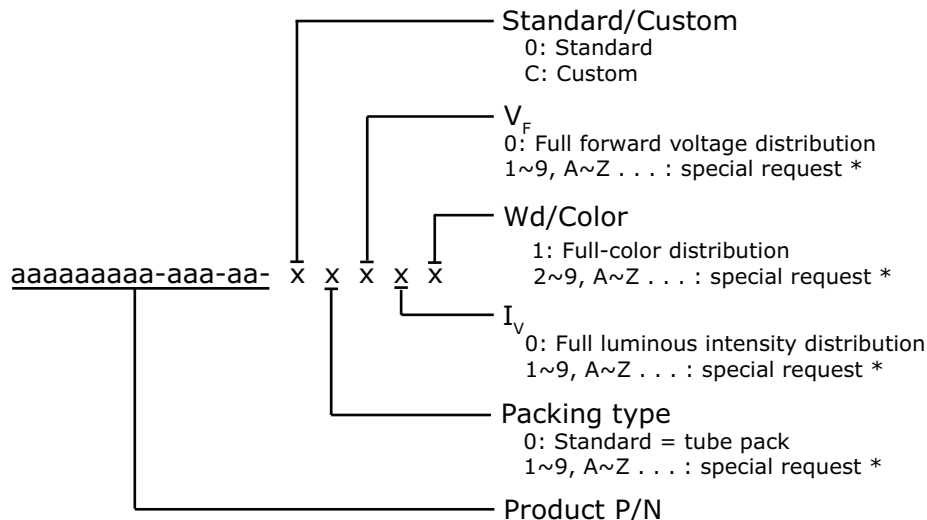 Standard/Custom
0: Standard
C: Custom
V_F
0: Full forward voltage distribution
1~9, A~Z . . . : special request *
Wd/Color
1: Full-color distribution
2~9, A~Z . . . : special request *
aaaaaaaaa-aaa-aa- x x x x x
I_V
0: Full luminous intensity distribution
1~9, A~Z . . . : special request *
Packing type
0: Standard = tube pack
1~9, A~Z . . . : special request *
Product P/N